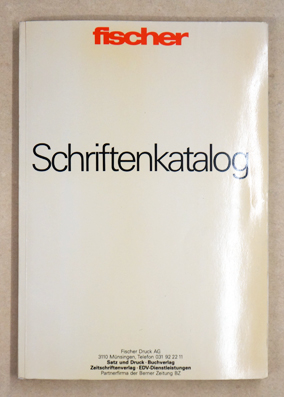 fischer
Schriftenkatalog
Fischer Druck AG
3110 Münsingen, Telefon 031 92 22 11
Satz und Druck · Buchverlag
Zeitschriftenverlag · EDV-Dienstleistungen
Partnerfirma der Berner Zeitung BZ